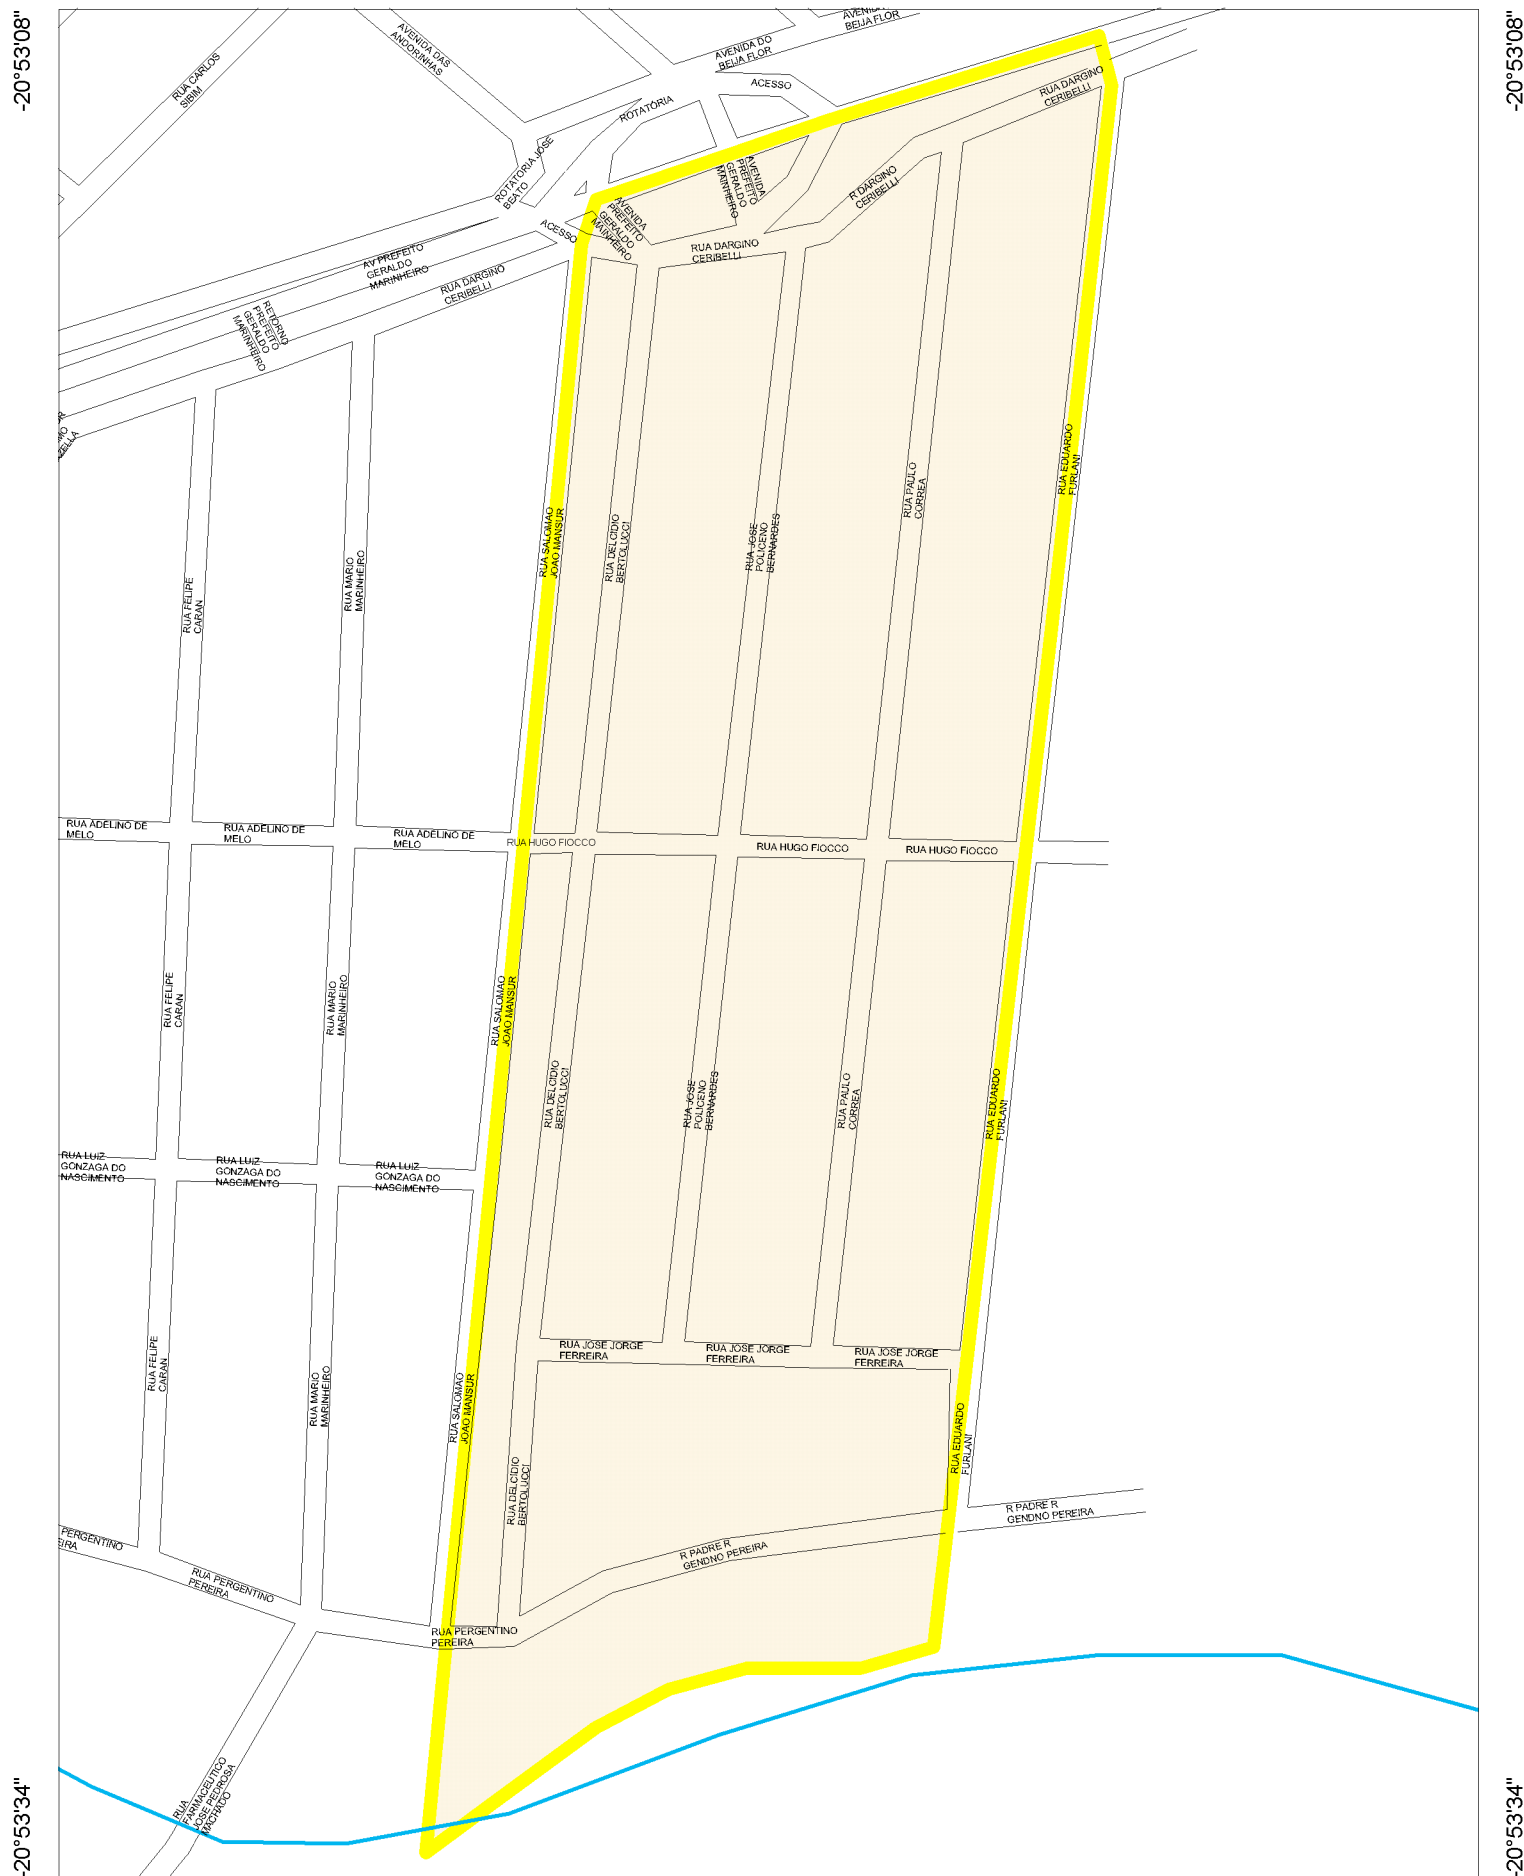 -20°53'08"
-20°53'08"
AVENIDA DAS
ANDORINHAS
RUA CARLOS
SIBIM
AVENIDA DO
BEIJA FLOR
BEIJA FLOR
ACESSO
ROTATÓRIA
ROTATORIA JOSE
BEATO
RUA DARGINO
CERIBELLI
AVENIDA
PREFEITO
GERALDO
MARINHEIRO
R DARGINO
CERIBELLI
AVENIDA
PREFEITO
GERALDO
MARINHEIRO
ACESSO
RUA DARGINO
CERIBELLI
AV PREFEITO
GERALDO
MARINHEIRO
RUA DARGINO
CERIBELLI
RETORNO
PREFEITO
GERALDO
MARINHEIRO
RUA FELIPE
CARAN
RUA MARIO
MARINHEIRO
RUA SALOMAO
JOAO MANSUR
RUA DELCIDIO
BERTOLUCCI
RUA JOSE
POLICENO
BERNARDES
RUA PAULO
CORREA
RUA EDUARDO
FURLANI
RUA ADELINO DE
MELO
RUA ADELINO DE
MELO
RUA ADELINO DE
MELO
RUA HUGO FIOCCO
RUA HUGO FIOCCO
RUA HUGO FIOCCO
RUA FELIPE
CARAN
RUA MARIO
MARINHEIRO
RUA SALOMAO
JOAO MANSUR
RUA DELCIDIO
BERTOLUCCI
RUA JOSE
POLICENO
BERNARDES
RUA PAULO
CORREA
RUA EDUARDO
FURLANI
RUA LUIZ
GONZAGA DO
NASCIMENTO
RUA LUIZ
GONZAGA DO
NASCIMENTO
RUA LUIZ
GONZAGA DO
NASCIMENTO
RUA FELIPE
CARAN
RUA MARIO
MARINHEIRO
RUA SALOMAO
JOAO MANSUR
RUA JOSE JORGE
FERREIRA
RUA JOSE JORGE
FERREIRA
RUA JOSE JORGE
FERREIRA
RUA DELCIDIO
BERTOLUCCI
RUA EDUARDO
FURLANI
R PADRE R
GENDNO PEREIRA
R PADRE R
GENDNO PEREIRA
PERGENTINO
EIRA
RUA PERGENTINO
PEREIRA
RUA PERGENTINO
PEREIRA
RUA
FARMACEUTICO
JOSE PEDROSA
MACHADO
-20°53'34"
-20°53'34"